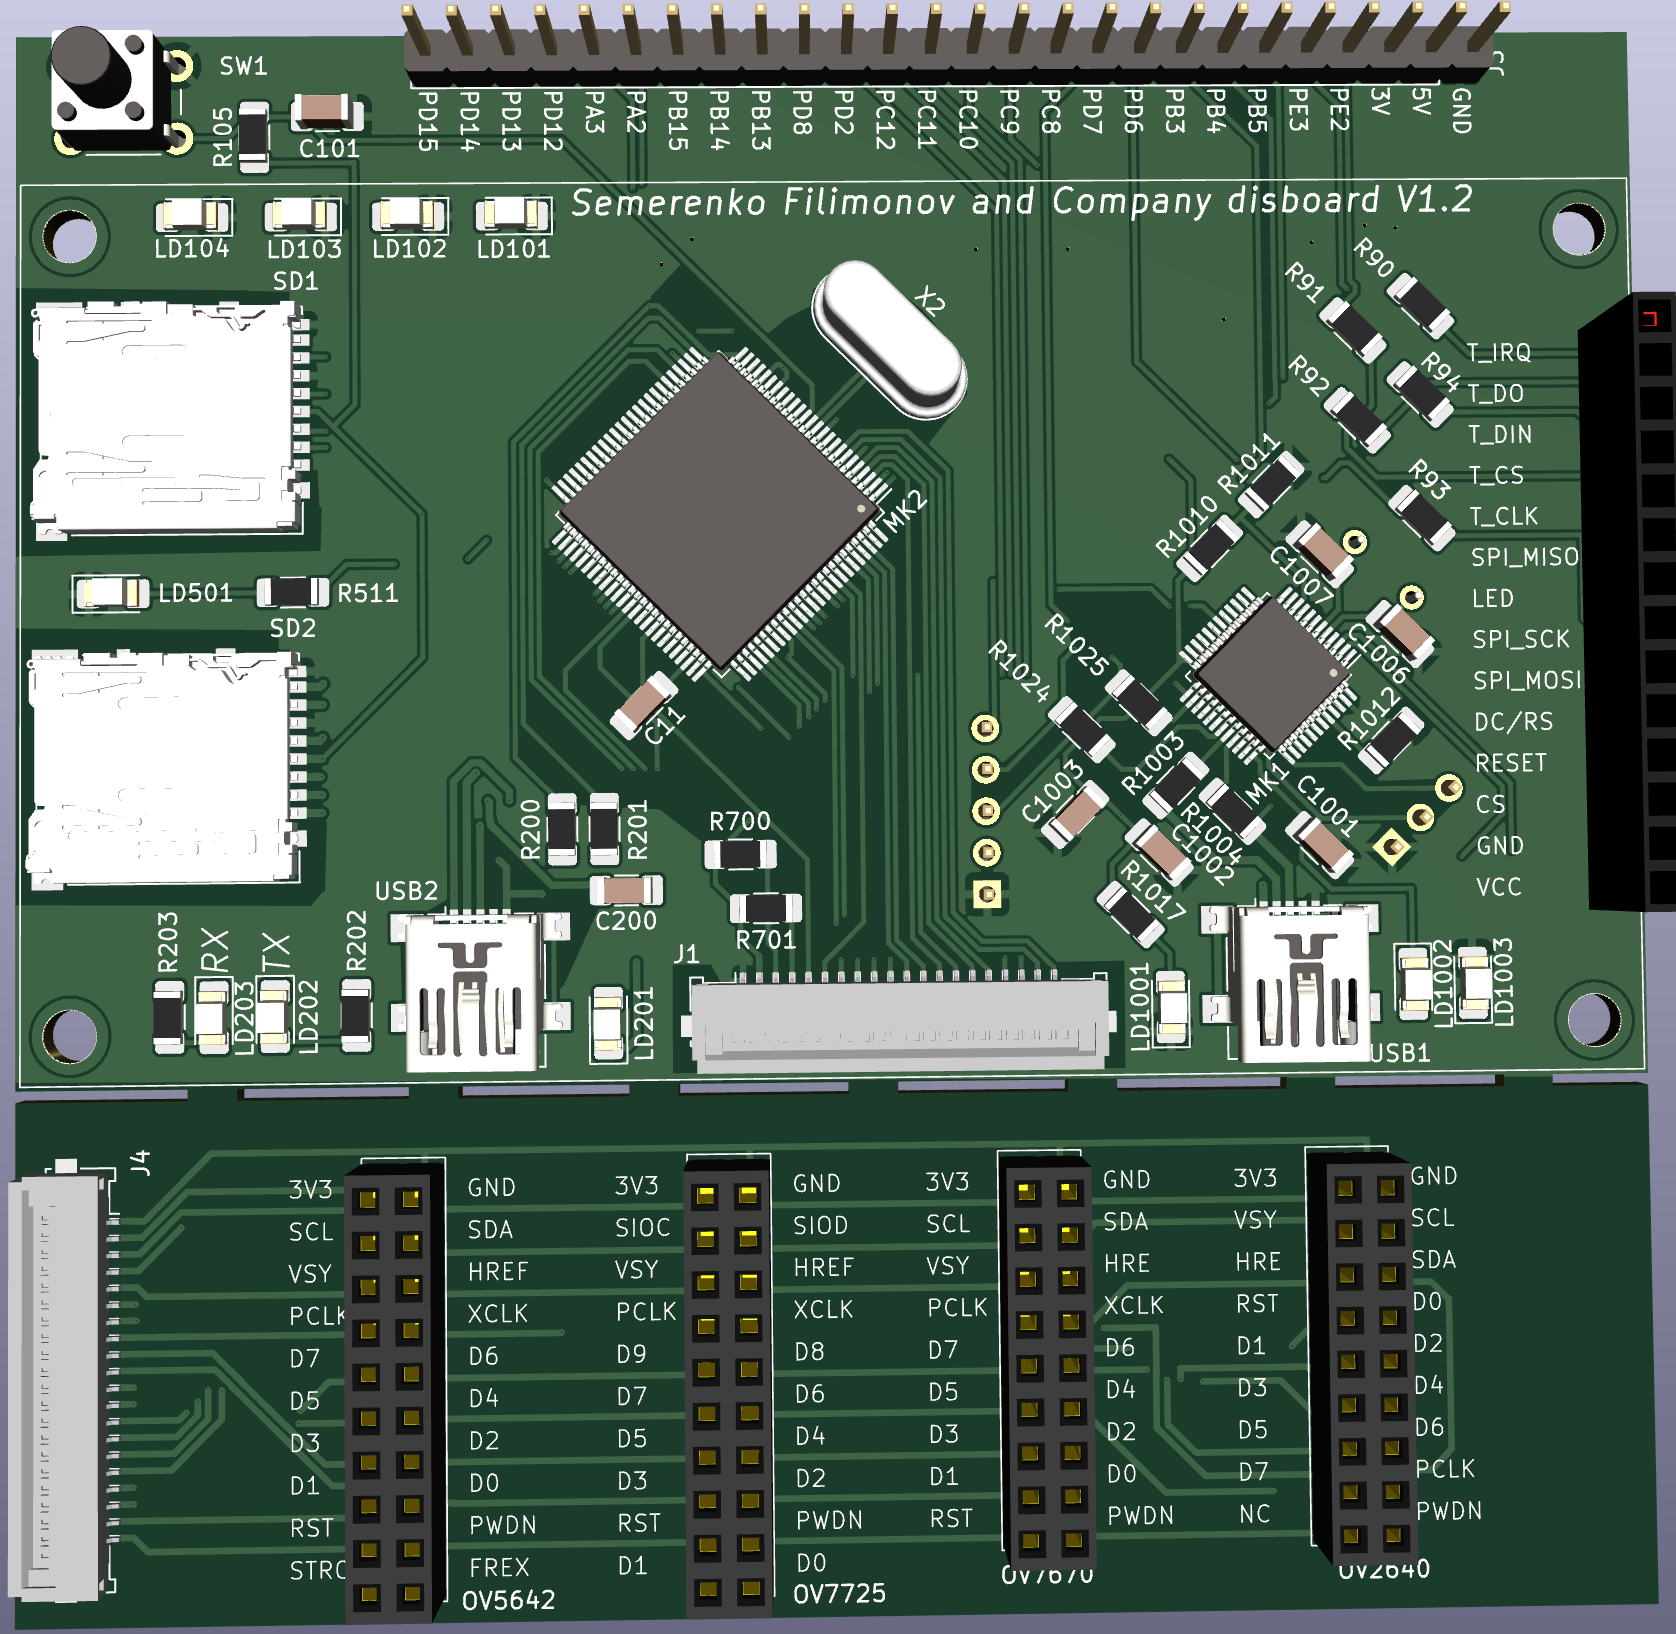 SW1
R105
C101
PD15
PD14
PD13
PD12
PA3
PA2
PB15
PB14
PB13
PD8
PD2
PC12
PC11
PC10
PC9
PC8
PD7
PD6
PB3
PB4
PB5
PE3
PE2
3V
5V
GND
Semerenko Filimonov and Company disboard V1.2
LD104
LD103
LD102
LD101
SD1
X2
R90
R91
R92
R94
R93
T_IRQ
T_DO
T_DIN
T_CS
T_CLK
SPI_MISO
LED
SPI_SCK
SPI_MOSI
DC/RS
RESET
CS
GND
VCC
MK2
R1011
R1010
C1007
C1006
R1012
LD501
R511
SD2
R1025
R1024
C11
R1003
C1003
MK1
R1004
C1002
C1001
R1017
R200
R201
R700
C200
R701
USB2
J1
R203
RX
LD203
TX
LD202
R202
LD201
LD1001
USB1
LD1002
LD1003
J4
3V3
SCL
VSY
PCLK
D7
D5
D3
D1
RST
GND
SDA
HREF
XCLK
D6
D4
D2
D0
PWDN
FREX
OV5642
3V3
SIOC
VSY
PCLK
D9
D7
D5
D3
RST
D1
GND
SIOD
HREF
XCLK
D8
D6
D4
D2
PWDN
D0
OV7725
3V3
SCL
VSY
PCLK
D7
D5
D3
D1
RST
GND
SDA
HRE
XCLK
D6
D4
D2
D0
PWDN
OV7670
3V3
VSY
HRE
RST
D1
D3
D5
D7
NC
GND
SCL
SDA
D0
D2
D4
D6
PCLK
PWDN
OV2640